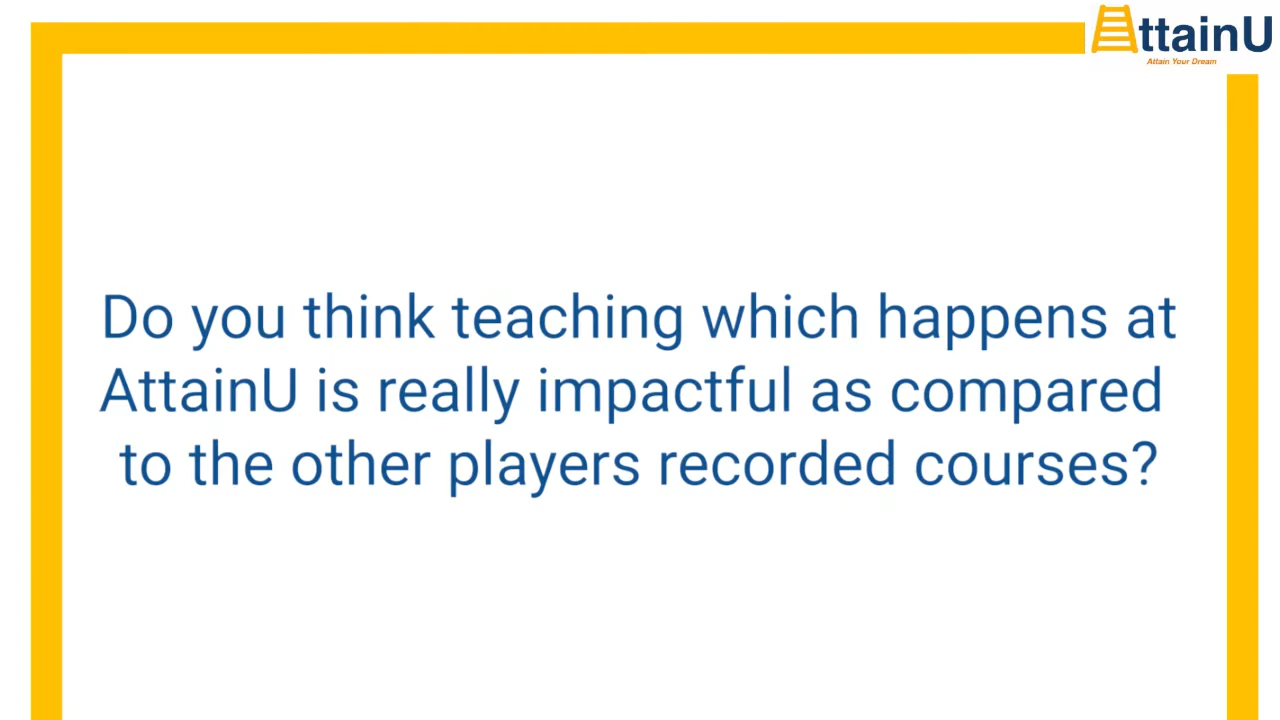 AttainU
Attain Your Dream
Do you think teaching which happens at
AttainU is really impactful as compared
to the other players recorded courses?